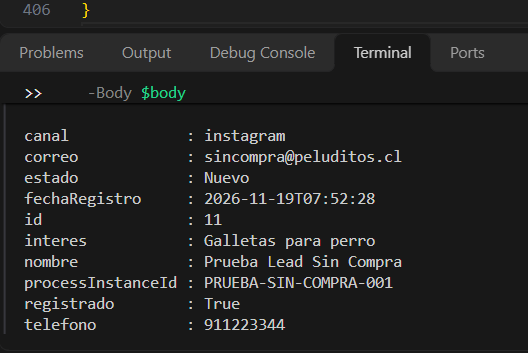 406 }
Problems Output Debug Console Terminal Ports
>> -Body $body
canal : instagram
correo : sincompra@peluditos.cl
estado : Nuevo
fechaRegistro : 2026-11-19T07:52:28
id : 11
interes : Galletas para perro
nombre : Prueba Lead Sin Compra
processInstanceId : PRUEBA-SIN-COMPRA-001
registrado : True
telefono : 911223344